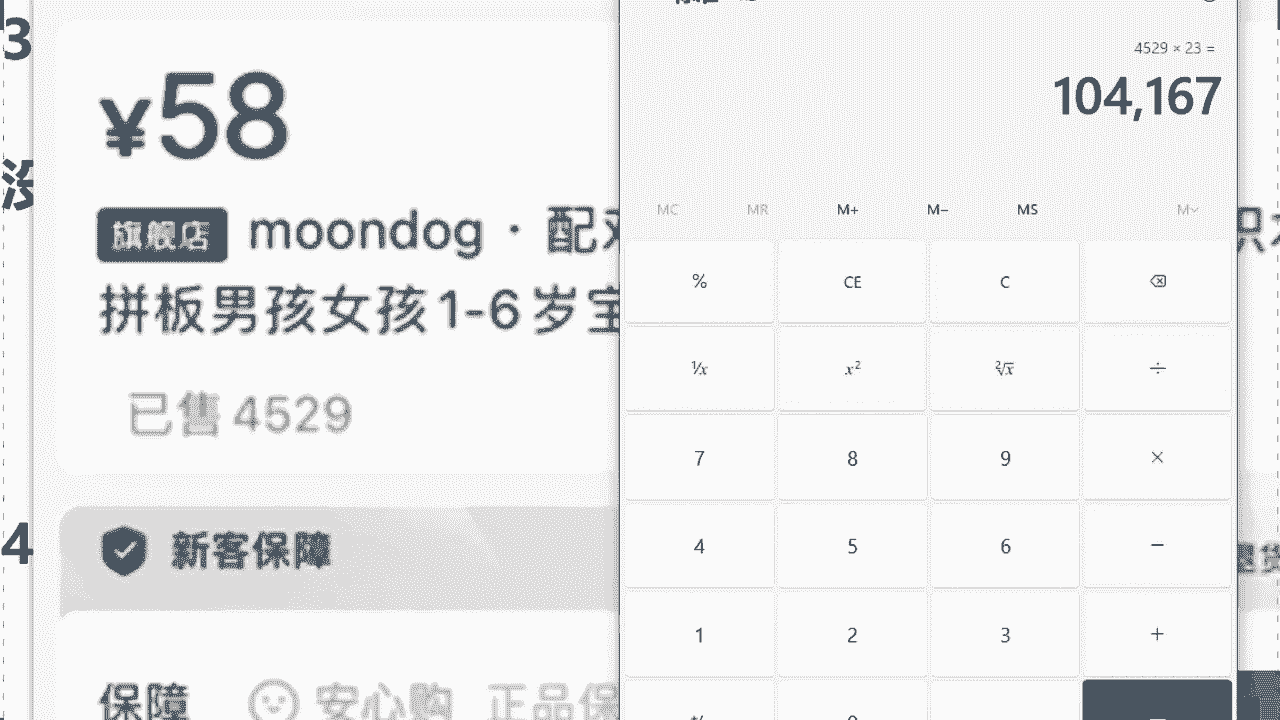 3
¥58
旗舰店 moondog · 配
拼板男孩女孩1-6岁宝
已售 4529
4
新客保障
保障 安心购 正品保
4529 × 23 =
104,167
MC MR M+ M− MS M
% CE C
¹/x x² ²√x ÷
7 8 9 ×
4 5 6 −
1 2 3 +